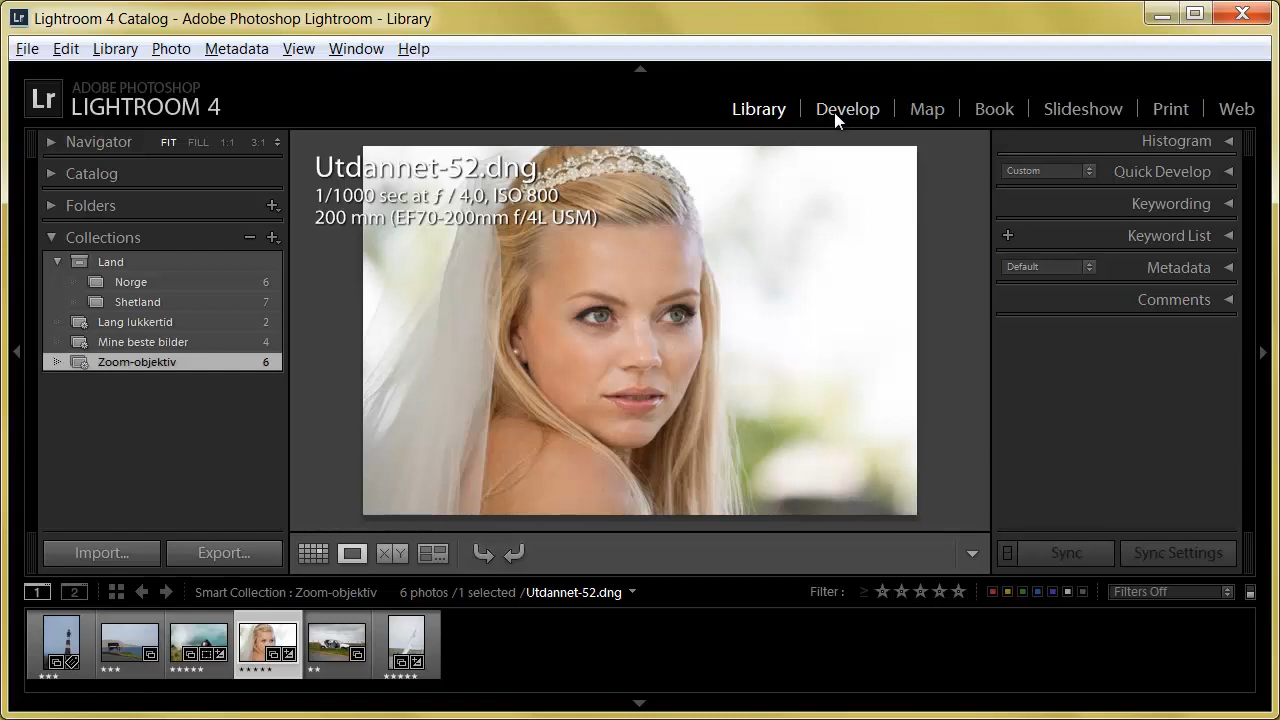 Lightroom 4 Catalog - Adobe Photoshop Lightroom - Library
File Edit Library Photo Metadata View Window Help
Lr ADOBE PHOTOSHOP
LIGHTROOM 4
Library Develop Map Book Slideshow Print Web
Navigator FIT FILL 1:1 3:1
Catalog
Folders
Collections
Land
Norge 6
Shetland 7
Lang lukkertid 2
Mine beste bilder 4
Zoom-objektiv 6
Import... Export...
Utdannet-52.dng
1/1000 sec at ƒ / 4,0, ISO 800
200 mm (EF70-200mm f/4L USM)
Histogram
Custom Quick Develop
Keywording
Keyword List
Default Metadata
Comments
XY
Sync Sync Settings
1 2 Smart Collection : Zoom-objektiv 6 photos / 1 selected / Utdannet-52.dng Filter : Filters Off